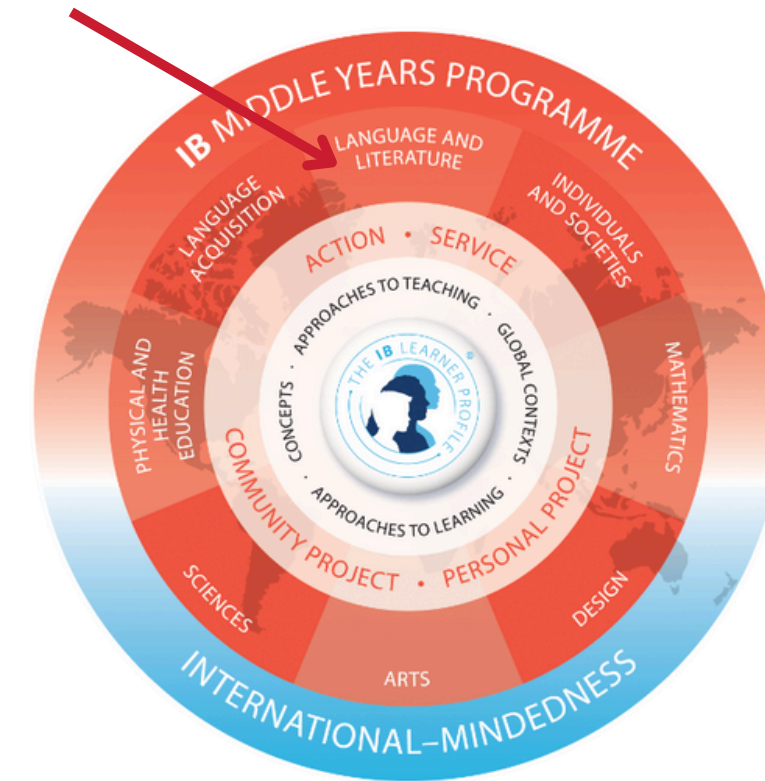 IB MIDDLE YEARS PROGRAMME
LANGUAGE AND
LITERATURE
LANGUAGE
ACQUISITION
INDIVIDUALS
AND SOCIETIES
PHYSICAL AND
HEALTH
EDUCATION
MATHEMATICS
SCIENCES
DESIGN
ARTS
ACTION • SERVICE
COMMUNITY PROJECT • PERSONAL PROJECT
APPROACHES TO TEACHING · GLOBAL CONTEXTS · APPROACHES TO LEARNING · CONCEPTS ·
THE IB LEARNER PROFILE ®
INTERNATIONAL–MINDEDNESS